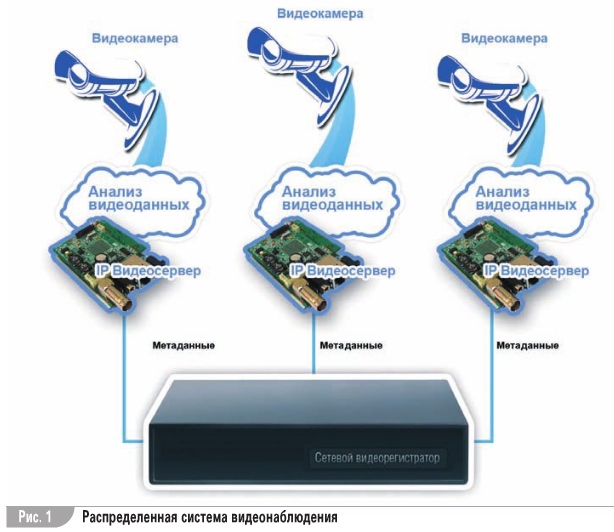 Видеокамера
Видеокамера
Видеокамера
Анализ
видеоданных
Анализ
видеоданных
Анализ
видеоданных
IP Видеосервер
IP Видеосервер
IP Видеосервер
Метаданные
Метаданные
Метаданные
Сетевой видеорегистратор
Рис. 1 Распределенная система видеонаблюдения